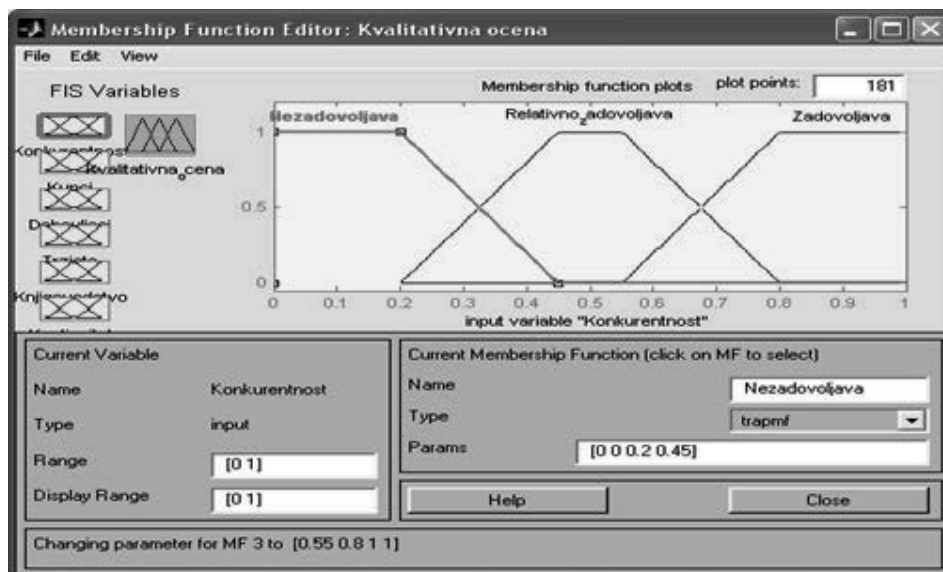 Membership Function Editor: Kvalitativna ocena
File Edit View
FIS Variables
Membership function plots
plot points: 181
Konkurentnost
Kvalitativna_ocena
Kupci
Nezadovoljava
Relativno_zadovoljava
Zadovoljava
1
0.5
0
0 0.1 0.2 0.3 0.4 0.5 0.6 0.7 0.8 0.9 1
input variable "Konkurentnost"
Current Variable
Name Konkurentnost
Type input
Range [0 1]
Display Range [0 1]
Current Membership Function (click on MF to select)
Name Nezadovoljava
Type trapmf
Params [0 0 0.2 0.45]
Help Close
Changing parameter for MF 3 to [0.55 0.8 1 1]